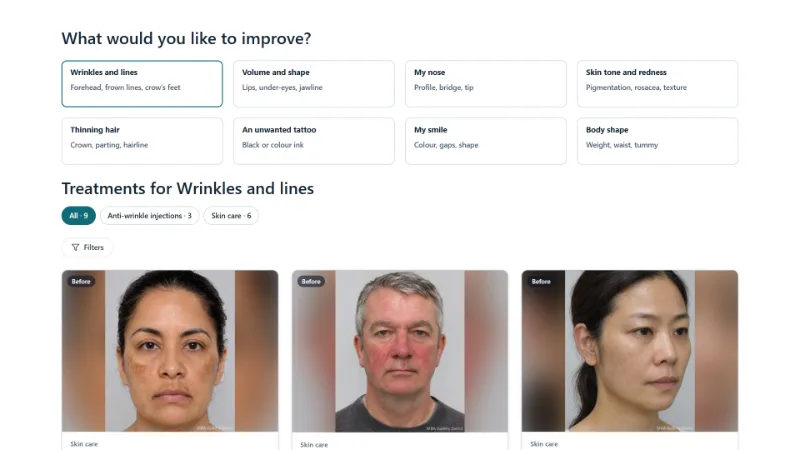 What would you like to improve?
Wrinkles and lines
Forehead, frown lines, crow's feet
Volume and shape
Lips, under-eyes, jawline
My nose
Profile, bridge, tip
Skin tone and redness
Pigmentation, rosacea, texture
Thinning hair
Crown, parting, hairline
An unwanted tattoo
Black or colour ink
My smile
Colour, gaps, shape
Body shape
Weight, waist, tummy
Treatments for Wrinkles and lines
All · 9
Anti-wrinkle injections · 3
Skin care · 6
Filters
Before
Before
Before
Skin care
Skin care
Skin care